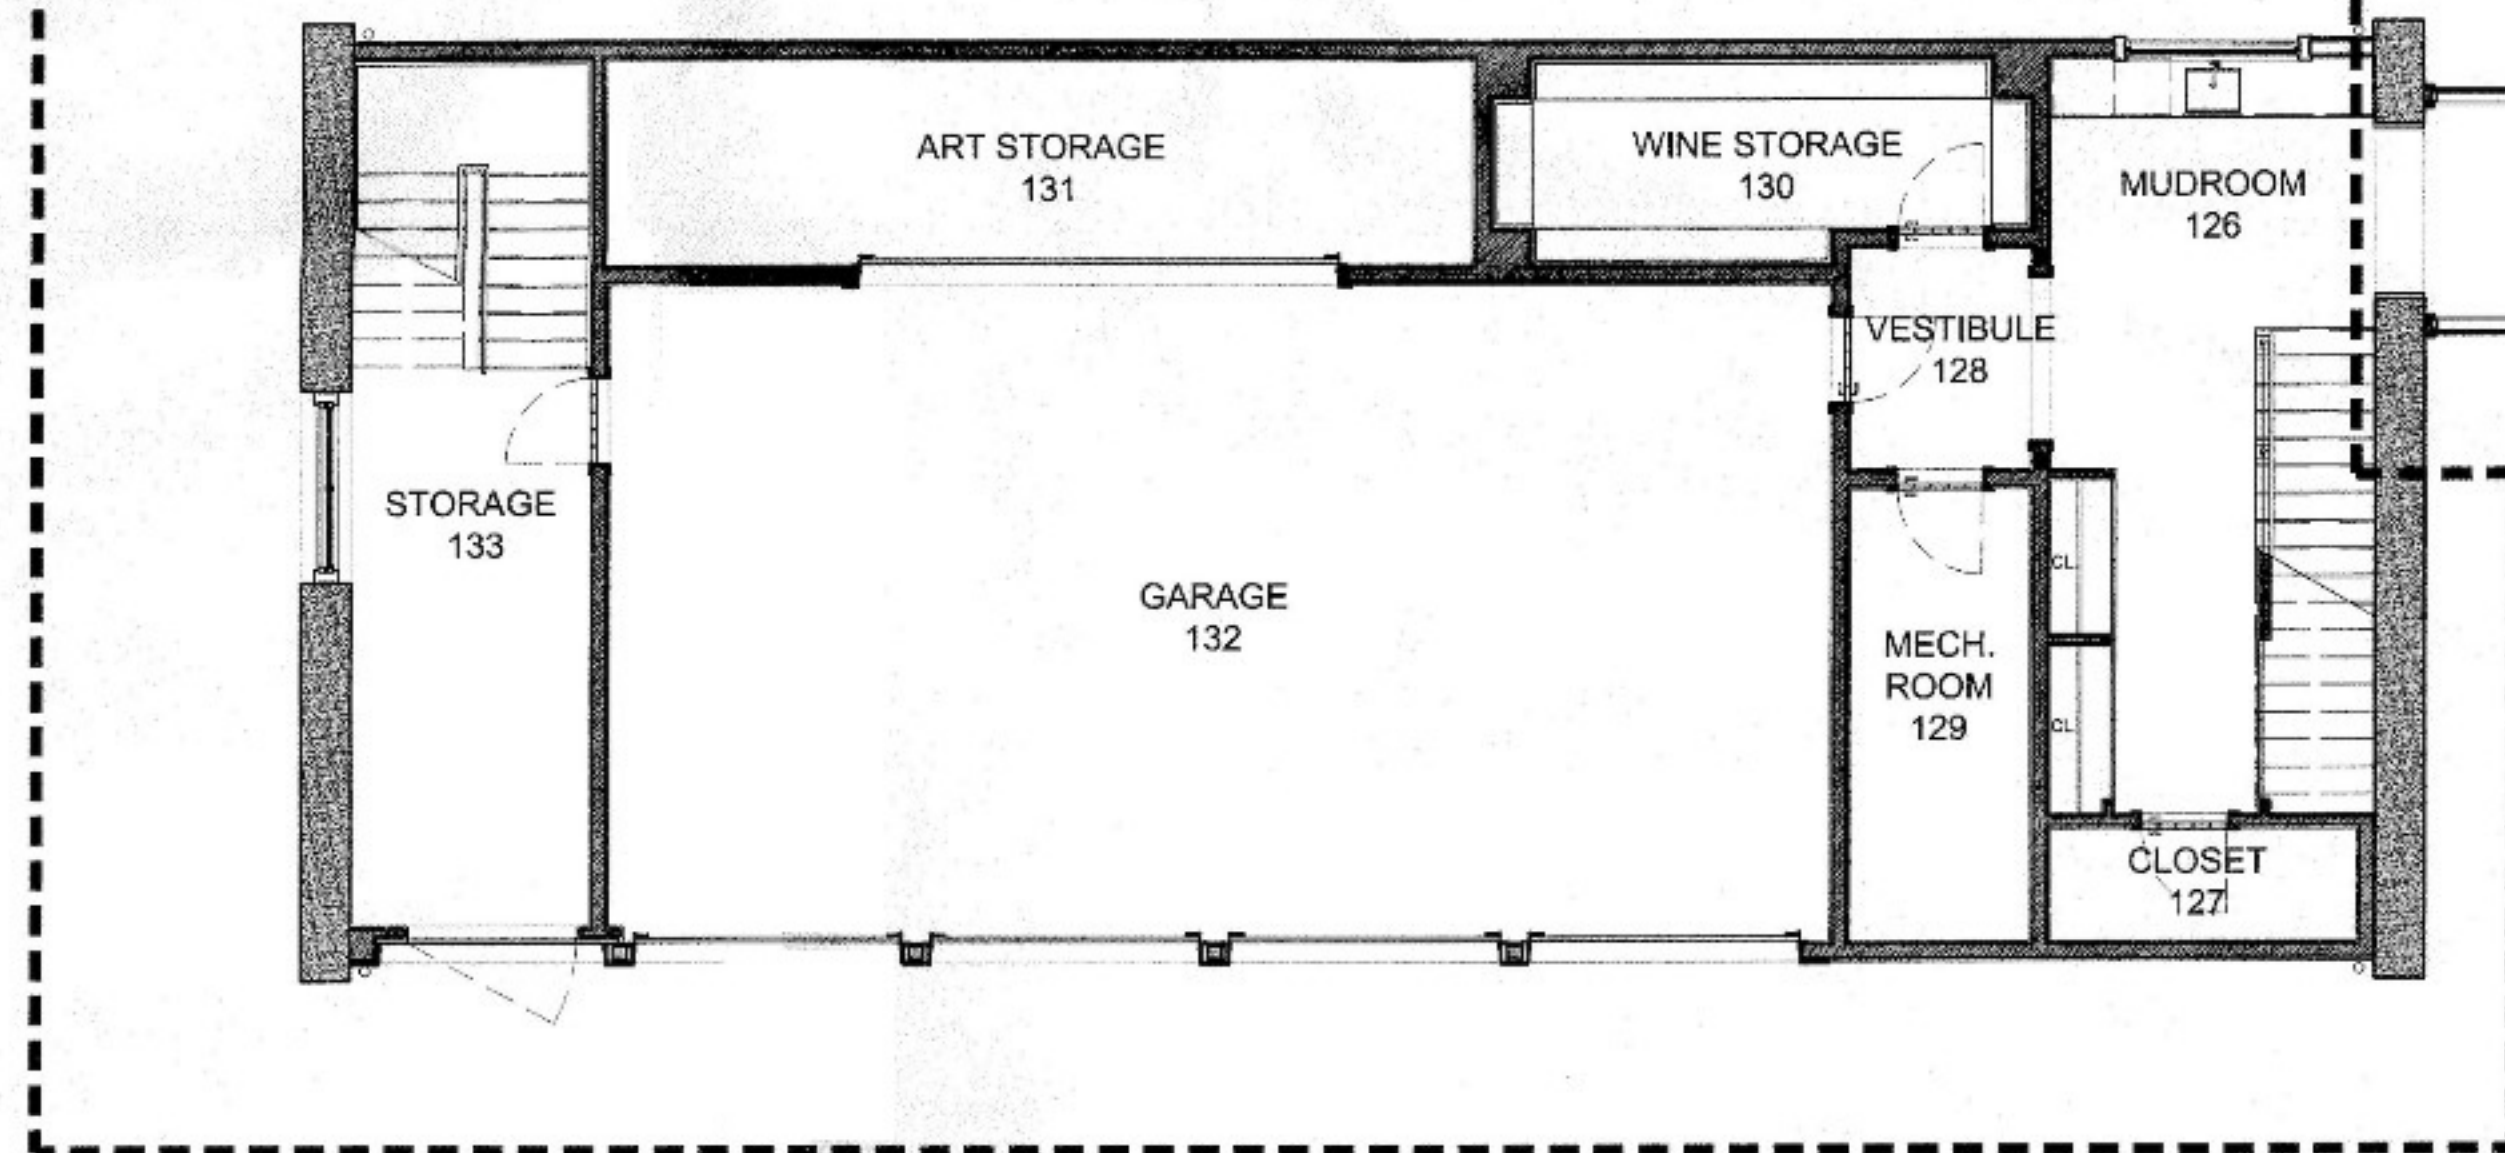 ART STORAGE
131
WINE STORAGE
130
MUDROOM
126
VESTIBULE
128
STORAGE
133
GARAGE
132
MECH.
ROOM
129
CL
CL
CLOSET
127